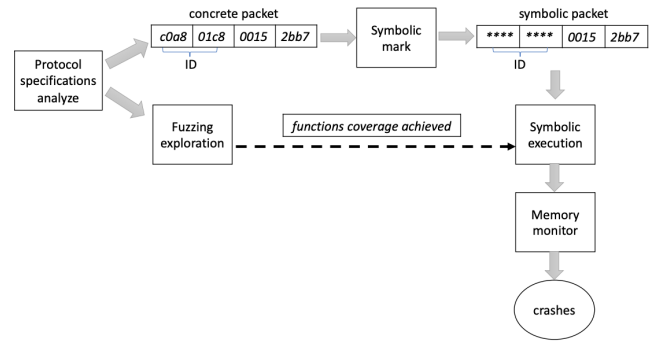 concrete packet
symbolic packet
c0a8 01c8 0015 2bb7
Symbolic
mark
**** **** 0015 2bb7
ID
ID
Protocol
specifications
analyze
Fuzzing
exploration
functions coverage achieved
Symbolic
execution
Memory
monitor
crashes